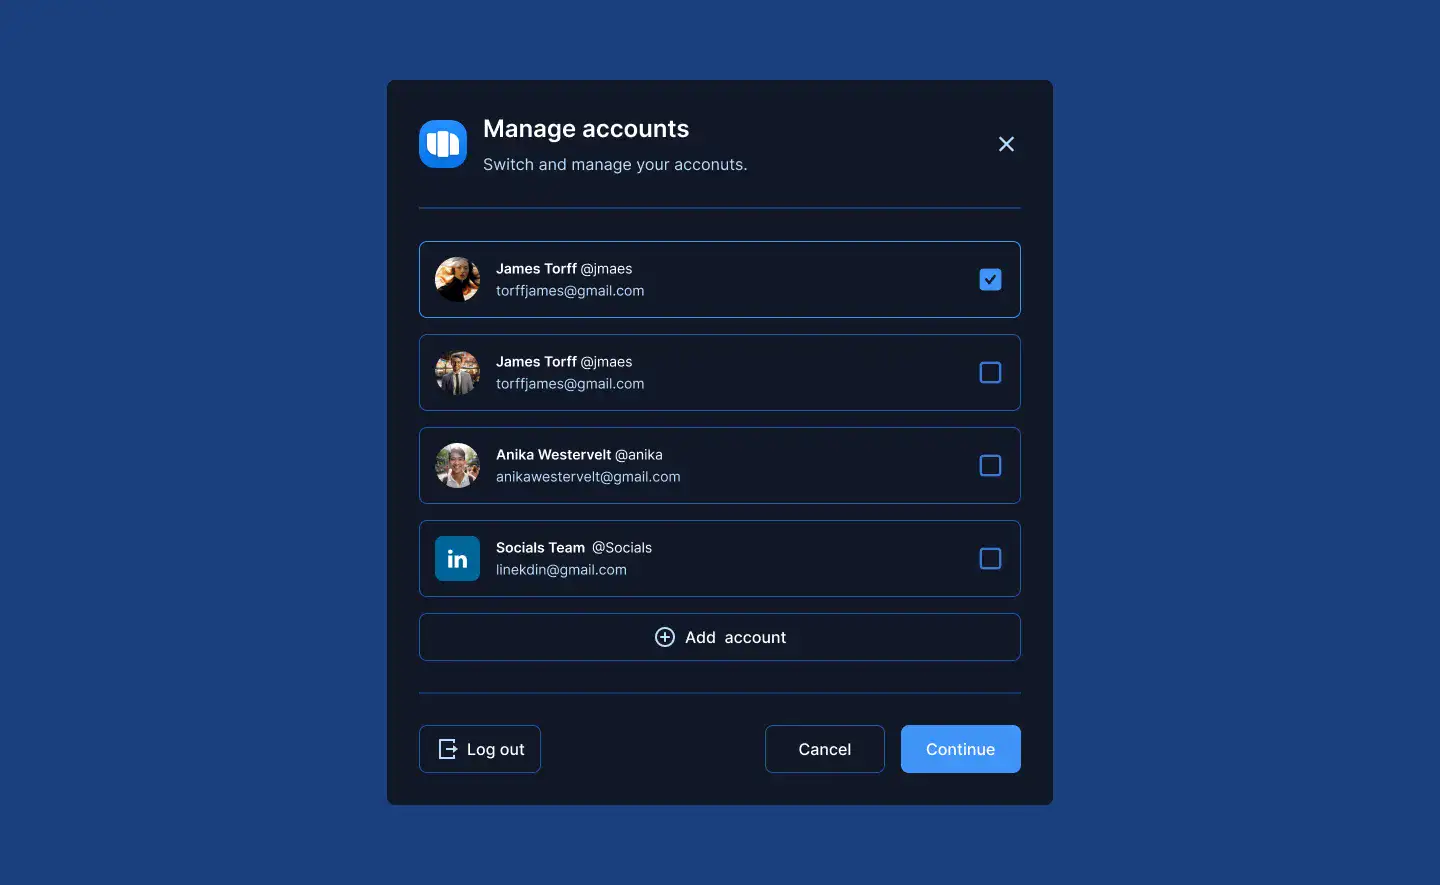 Manage accounts
Switch and manage your acconuts.
James Torff @jmaes
torffjames@gmail.com
James Torff @jmaes
torffjames@gmail.com
Anika Westervelt @anika
anikawestervelt@gmail.com
in
Socials Team @Socials
linekdin@gmail.com
Add account
Log out
Cancel
Continue